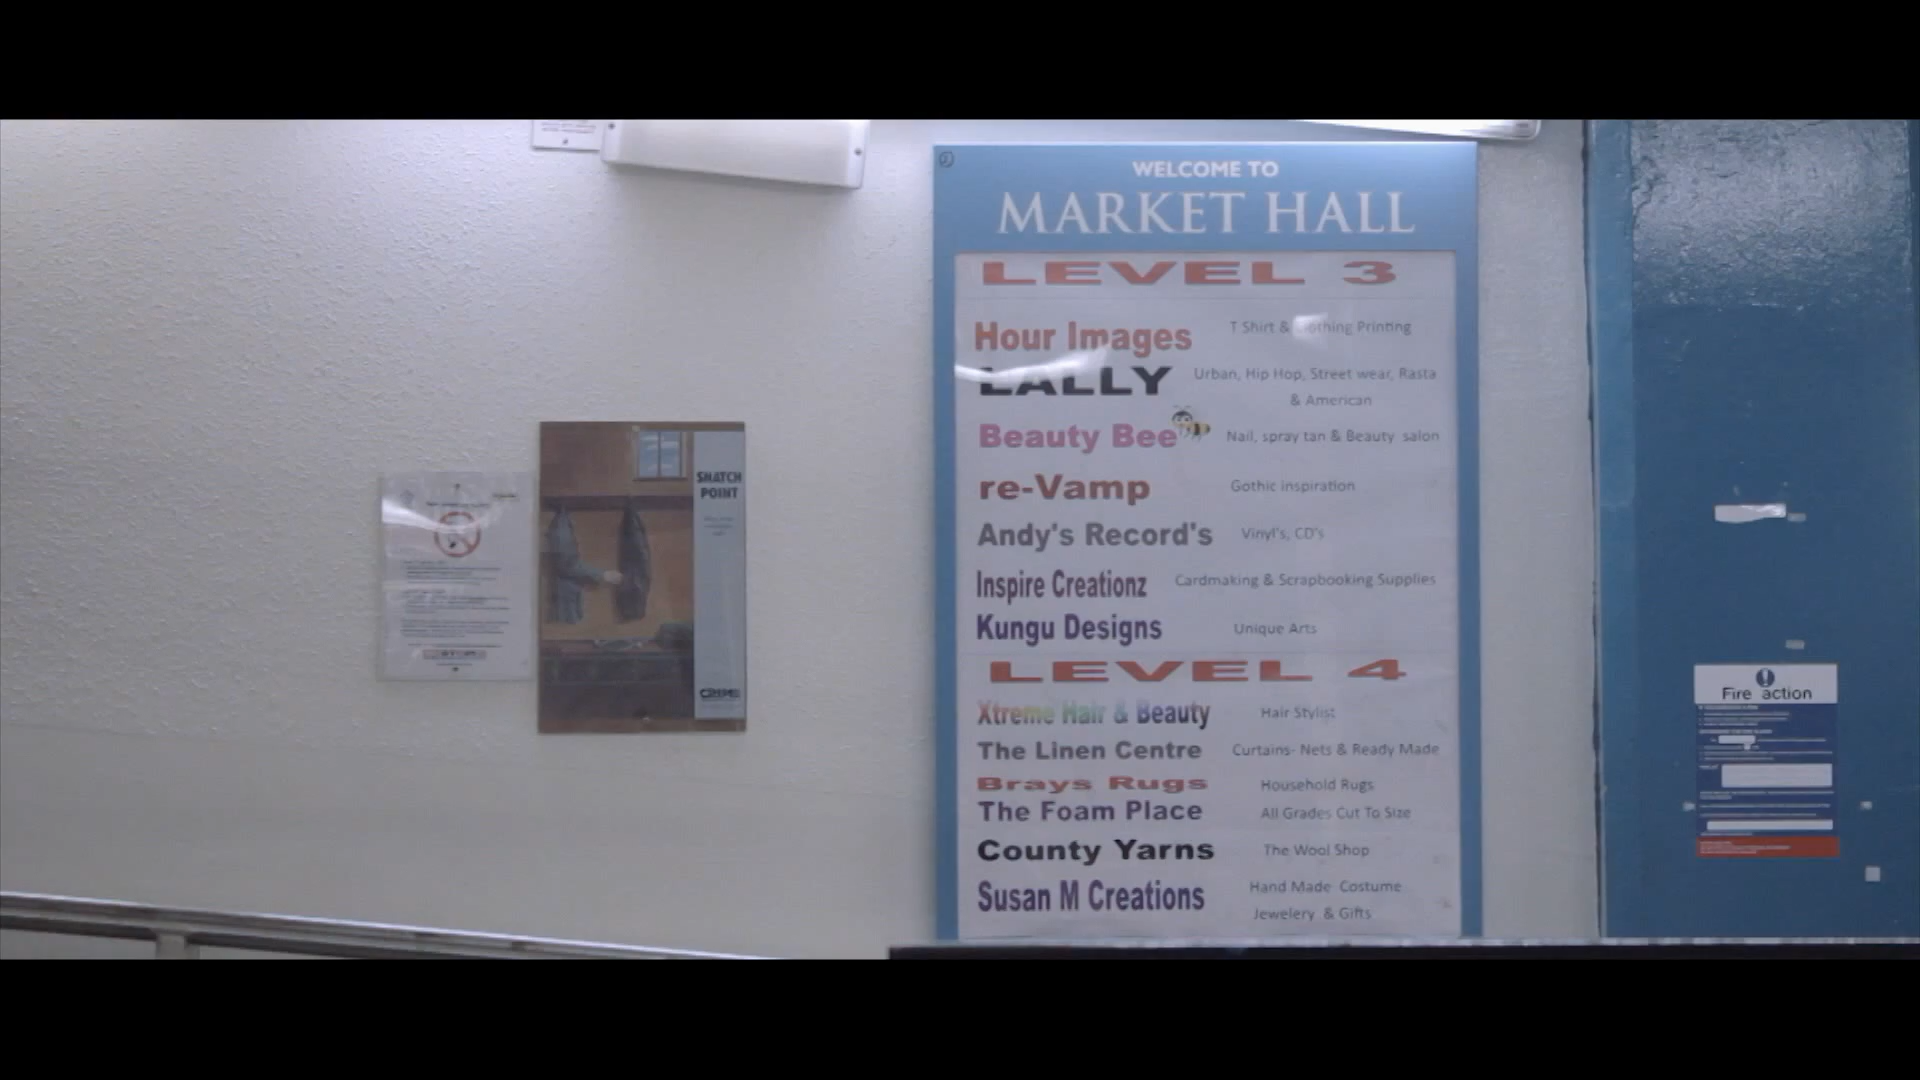 WELCOME TO
MARKET HALL
LEVEL 3
Hour Images T Shirt & Clothing Printing
LALLY Urban, Hip Hop, Street wear, Rasta
& American
Beauty Bee Nail, spray tan & Beauty salon
re-Vamp Gothic inspiration
Andy's Record's Vinyl's, CD's
Inspire Creationz Cardmaking & Scrapbooking Supplies
Kungu Designs Unique Arts
LEVEL 4
Xtreme Hair & Beauty Hair Stylist
The Linen Centre Curtains- Nets & Ready Made
Brays Rugs Household Rugs
The Foam Place All Grades Cut To Size
County Yarns The Wool Shop
Susan M Creations Hand Made Costume
Jewelery & Gifts
SNATCH
POINT
CRIME
Fire action